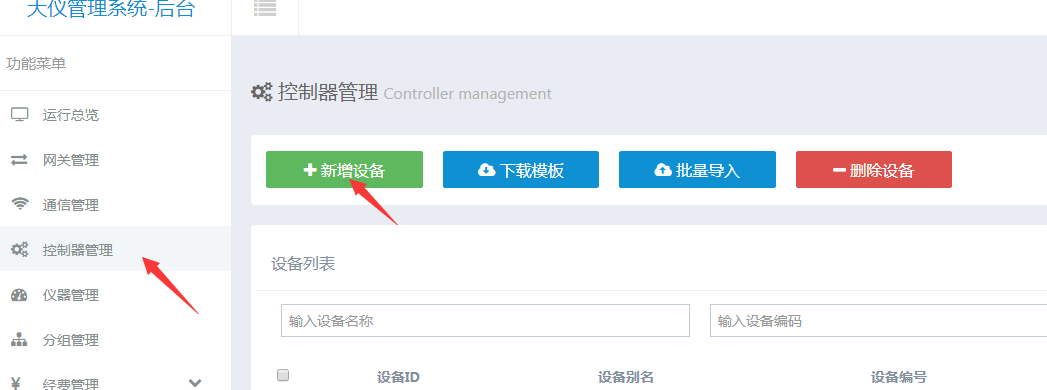 天仪管理系统-后台
功能菜单
控制器管理 Controller management
运行总览
网关管理
新增设备 下载模板 批量导入 删除设备
通信管理
控制器管理
设备列表
仪器管理
输入设备名称 输入设备编码
分组管理
经费管理
设备ID 设备别名 设备编号